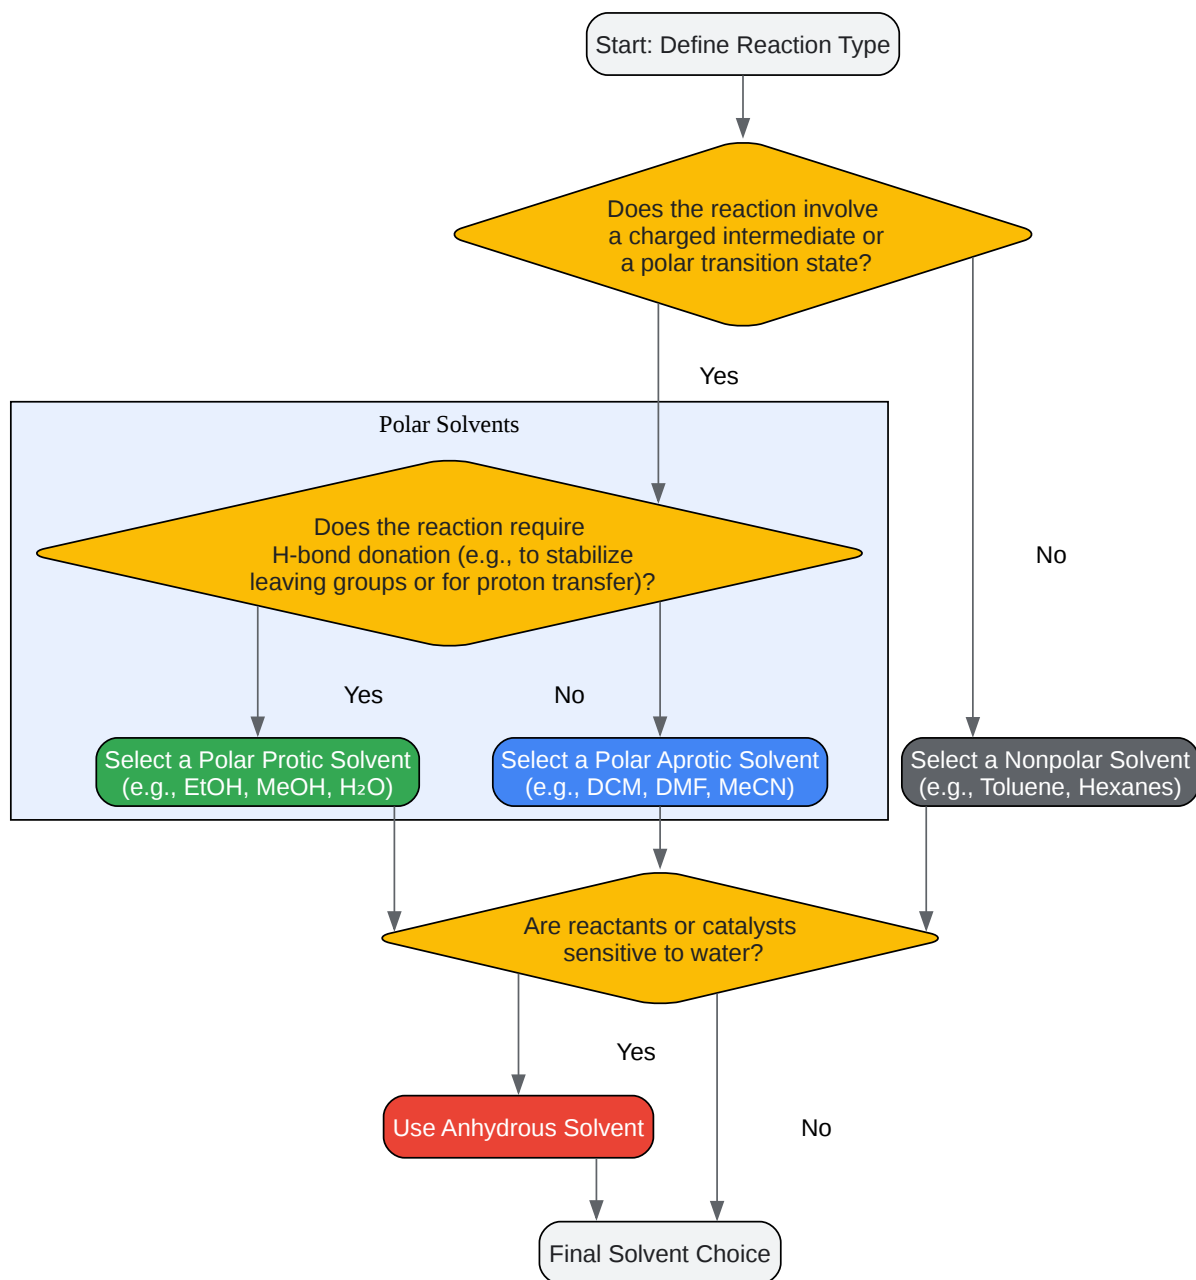 Start: Define Reaction Type
Does the reaction involve
a charged intermediate or
a polar transition state?
Yes
Polar Solvents
Does the reaction require
H-bond donation (e.g., to stabilize
leaving groups or for proton transfer)?
No
Yes
No
Select a Polar Protic Solvent
(e.g., EtOH, MeOH, H₂O)
Select a Polar Aprotic Solvent
(e.g., DCM, DMF, MeCN)
Select a Nonpolar Solvent
(e.g., Toluene, Hexanes)
Are reactants or catalysts
sensitive to water?
Yes
Use Anhydrous Solvent
No
Final Solvent Choice